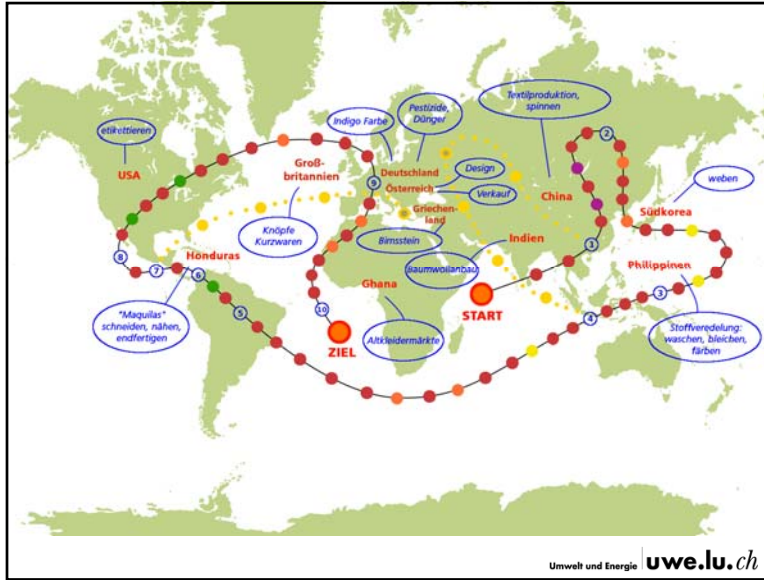 Textilproduktion,
spinnen
Pestizide,
Dünger
Indigo Farbe
etikettieren
USA
Groß-
britannien
Deutschland
Design
Österreich
Verkauf
China
weben
Südkorea
Griechen-
land
Knöpfe
Kurzwaren
Bimsstein
Indien
Baumwollanbau
Honduras
Philippinen
Ghana
START
ZIEL
"Maquilas"
schneiden, nähen,
endfertigen
Altkleidermärkte
Stoffveredelung:
waschen, bleichen,
färben
1
2
3
4
5
6
7
8
9
10
Umwelt und Energie uwe.lu.ch